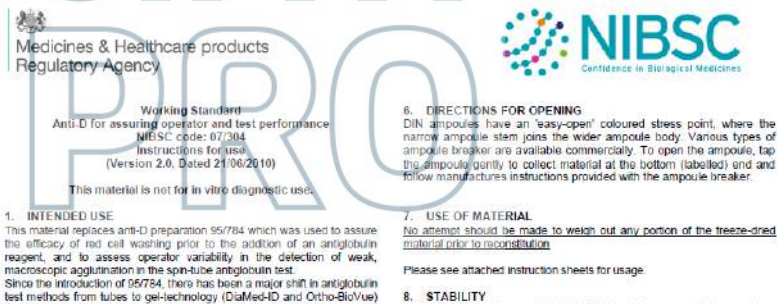 PRO
Medicines & Healthcare products
Regulatory Agency
NIBSC
Confidence in Biological Medicines
Working Standard
Anti-D for assuring operator and test performance
NIBSC code: 07/304
Instructions for use
(Version 2.0, Dated 21/06/2010)
This material is not for in vitro diagnostic use.
1. INTENDED USE
This material replaces anti-D preparation 95/784 which was used to assure
the efficacy of red cell washing prior to the addition of an antiglobulin
reagent, and to assess operator variability in the detection of weak,
macroscopic agglutination in the spin-tube antiglobulin test.
Since the introduction of 95/784, there has been a major shift in antiglobulin
test methods from tubes to gel-technology (DiaMed-ID and Ortho-BioVue)
6. DIRECTIONS FOR OPENING
DIN ampoules have an 'easy-open' coloured stress point, where the
narrow ampoule stem joins the wider ampoule body. Various types of
ampoule breaker are available commercially. To open the ampoule, tap
the ampoule gently to collect material at the bottom (labelled) end and
follow manufactures instructions provided with the ampoule breaker.
7. USE OF MATERIAL
No attempt should be made to weigh out any portion of the freeze-dried
material prior to reconstitution
Please see attached instruction sheets for usage.
8. STABILITY